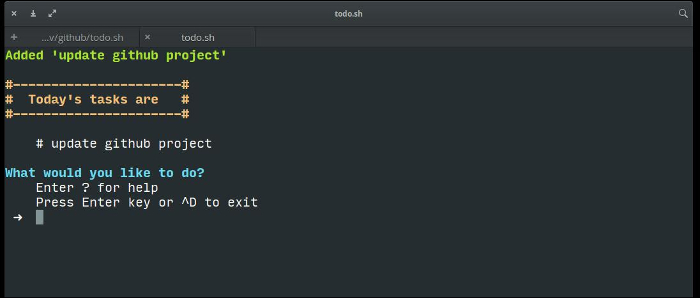 todo.sh
...v/github/todo.sh
todo.sh
Added 'update github project'
#----------------------#
#  Today's tasks are   #
#----------------------#
# update github project
What would you like to do?
Enter ? for help
Press Enter key or ^D to exit
➜